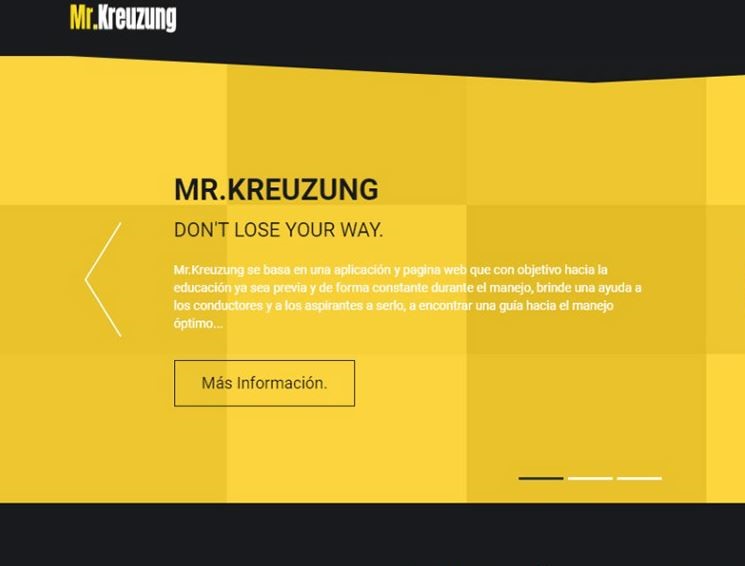 Mr.Kreuzung
MR.KREUZUNG
DON'T LOSE YOUR WAY.
Mr.Kreuzung se basa en una aplicación y pagina web que con objetivo hacia la
educación ya sea previa y de forma constante durante el manejo, brinde una ayuda a
los conductores y a los aspirantes a serlo, a encontrar una guía hacia el manejo
óptimo...
Más Información.